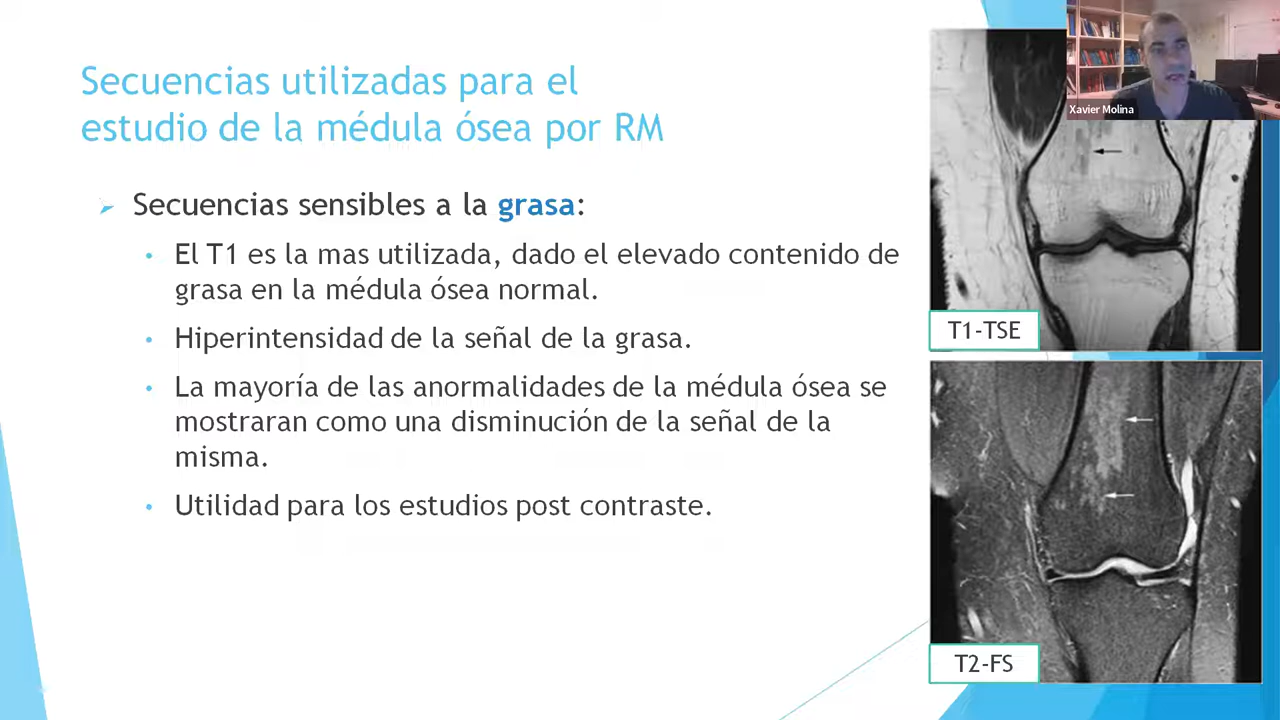 Secuencias utilizadas para el
estudio de la médula ósea por RM
Secuencias sensibles a la grasa:
El T1 es la mas utilizada, dado el elevado contenido de
grasa en la médula ósea normal.
Hiperintensidad de la señal de la grasa.
La mayoría de las anormalidades de la médula ósea se
mostraran como una disminución de la señal de la
misma.
Utilidad para los estudios post contraste.
Xavier Molina
T1-TSE
T2-FS